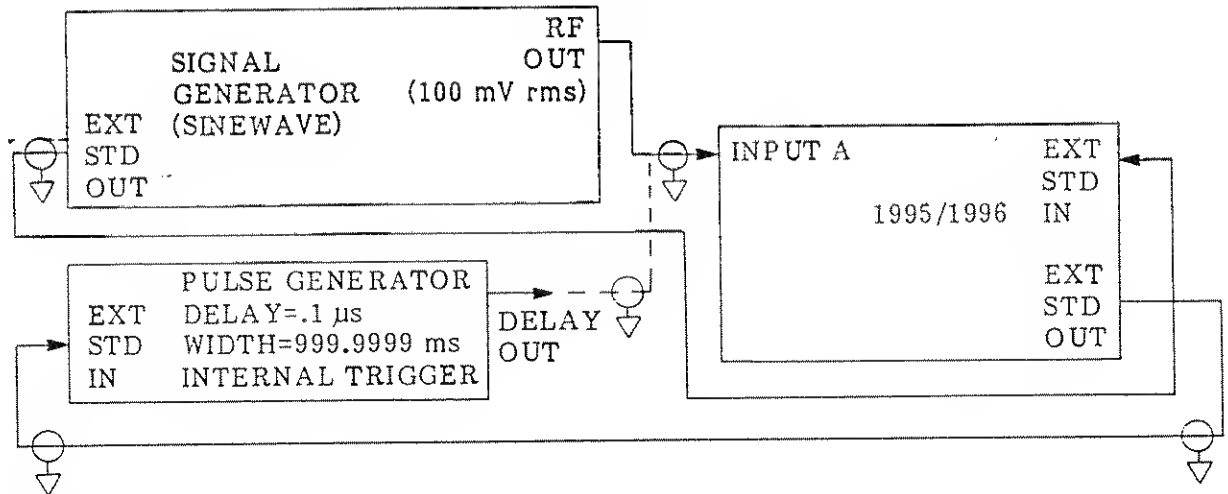 RF
OUT
SIGNAL
GENERATOR (100 mV rms)
(SINEWAVE)
EXT
STD
OUT
INPUT A
EXT
STD
IN
1995/1996
EXT
STD
OUT
PULSE GENERATOR
EXT DELAY=.1 µs
STD WIDTH=999.9999 ms
IN INTERNAL TRIGGER
DELAY
OUT